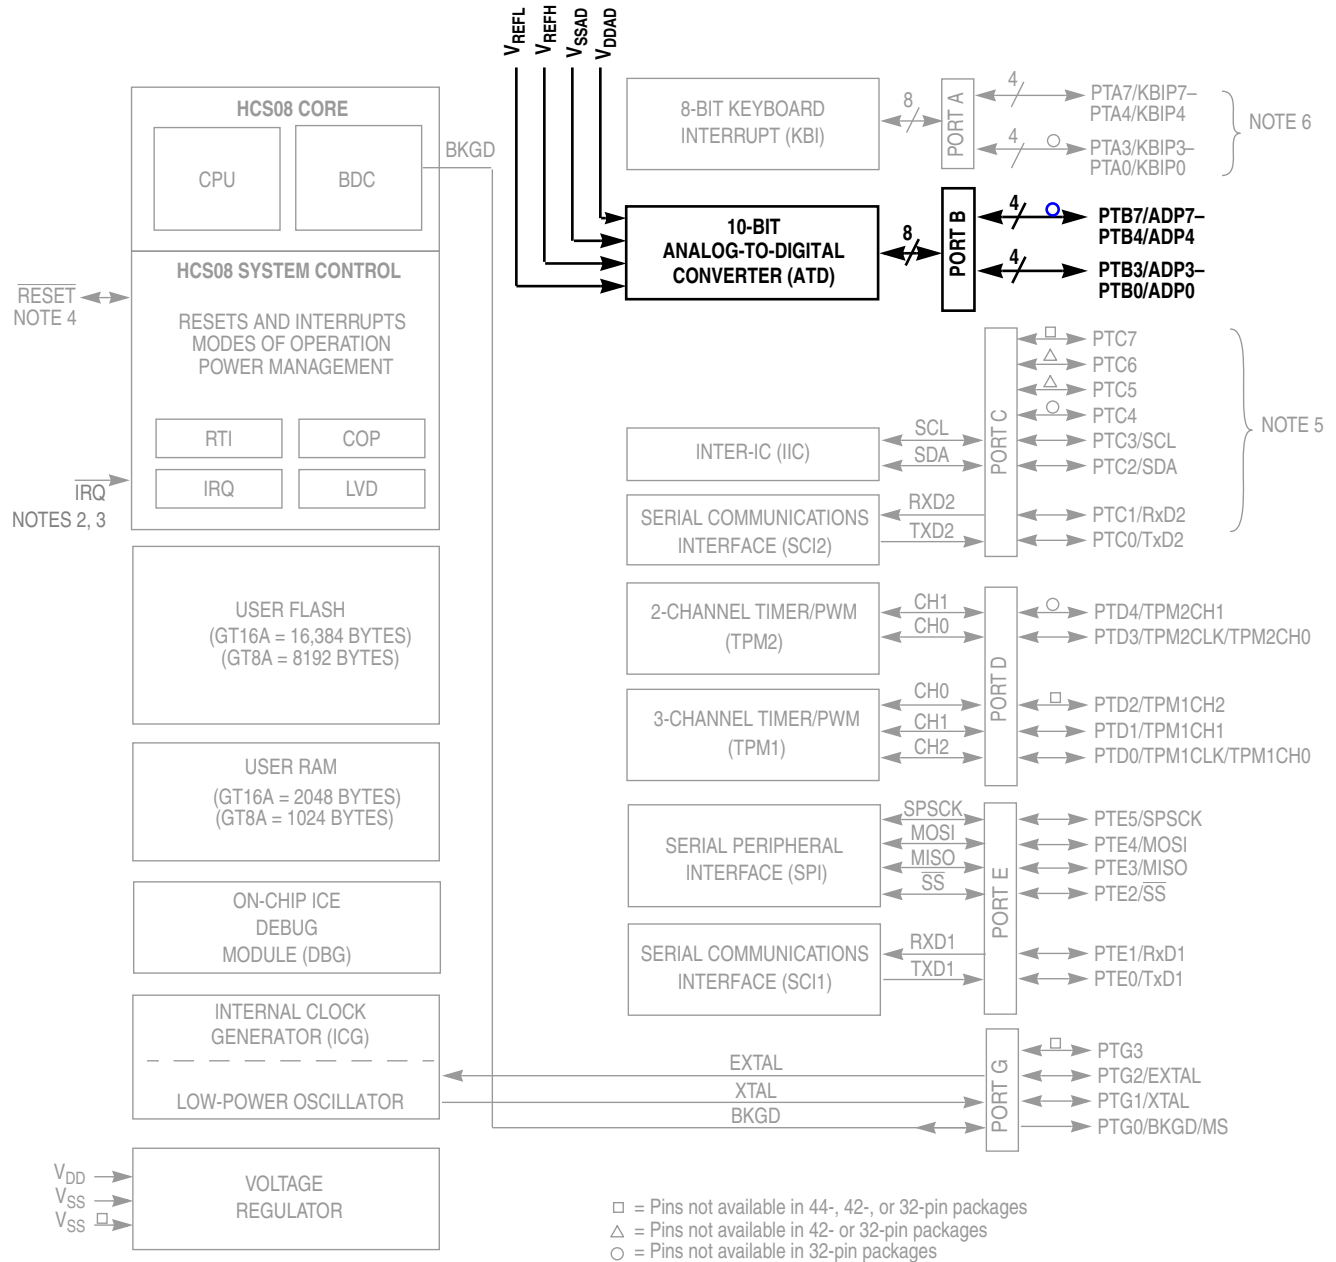 VREFL
VREFH
VSSAD
VDDAD
HCS08 CORE
CPU
BDC
BKGD
HCS08 SYSTEM CONTROL
RESET
NOTE 4
RESETS AND INTERRUPTS
MODES OF OPERATION
POWER MANAGEMENT
RTI
COP
IRQ
LVD
IRQ
NOTES 2, 3
USER FLASH
(GT16A = 16,384 BYTES)
(GT8A = 8192 BYTES)
USER RAM
(GT16A = 2048 BYTES)
(GT8A = 1024 BYTES)
ON-CHIP ICE
DEBUG
MODULE (DBG)
INTERNAL CLOCK
GENERATOR (ICG)
LOW-POWER OSCILLATOR
VDD
VSS
VSS
VOLTAGE
REGULATOR
8-BIT KEYBOARD
INTERRUPT (KBI)
8
PORT A
4
PTA7/KBIP7–
PTA4/KBIP4
4
PTA3/KBIP3–
PTA0/KBIP0
NOTE 6
10-BIT
ANALOG-TO-DIGITAL
CONVERTER (ATD)
8
PORT B
4
PTB7/ADP7–
PTB4/ADP4
4
PTB3/ADP3–
PTB0/ADP0
INTER-IC (IIC)
SCL
SDA
SERIAL COMMUNICATIONS
INTERFACE (SCI2)
RXD2
TXD2
PORT C
PTC7
PTC6
PTC5
PTC4
PTC3/SCL
PTC2/SDA
PTC1/RxD2
PTC0/TxD2
NOTE 5
2-CHANNEL TIMER/PWM
(TPM2)
CH1
CH0
3-CHANNEL TIMER/PWM
(TPM1)
CH0
CH1
CH2
PORT D
PTD4/TPM2CH1
PTD3/TPM2CLK/TPM2CH0
PTD2/TPM1CH2
PTD1/TPM1CH1
PTD0/TPM1CLK/TPM1CH0
SERIAL PERIPHERAL
INTERFACE (SPI)
SPSCK
MOSI
MISO
SS
SERIAL COMMUNICATIONS
INTERFACE (SCI1)
RXD1
TXD1
PORT E
PTE5/SPSCK
PTE4/MOSI
PTE3/MISO
PTE2/SS
PTE1/RxD1
PTE0/TxD1
EXTAL
XTAL
BKGD
PORT G
PTG3
PTG2/EXTAL
PTG1/XTAL
PTG0/BKGD/MS
□ = Pins not available in 44-, 42-, or 32-pin packages
△ = Pins not available in 42- or 32-pin packages
○ = Pins not available in 32-pin packages